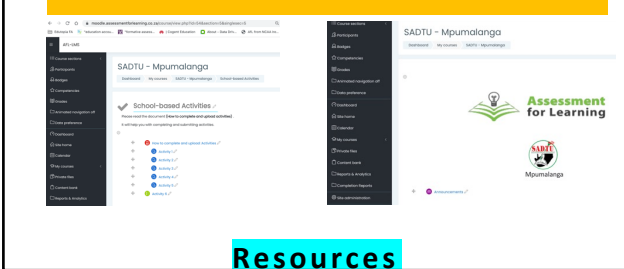 moodle.assessmentforlearning.co.za/course/view.php?id=
AFL-LMS
Course sections
Participants
Badges
Competencies
Grades
Animated navigation off
Data preference
Dashboard
Site home
Calendar
My courses
Private files
Content bank
Reports & Analytics
SADTU - Mpumalanga
Dashboard My courses SADTU - Mpumalanga School-based Activities
School-based Activities
Please read the document (How to complete and upload activities)
It will help you with completing and submitting activities.
How to complete and upload Activities
Activity 1
Activity 2
Activity 3
Activity 4
Activity 5
Activity 6
Course sections
Participants
Badges
Competencies
Grades
Animated navigation off
Data preference
Dashboard
Site home
Calendar
My courses
Private files
Content bank
Reports & Analytics
Completion Reports
Site administration
SADTU - Mpumalanga
Dashboard My courses SADTU - Mpumalanga
Assessment
for Learning
SADTU
Mpumalanga
Announcements
Resources